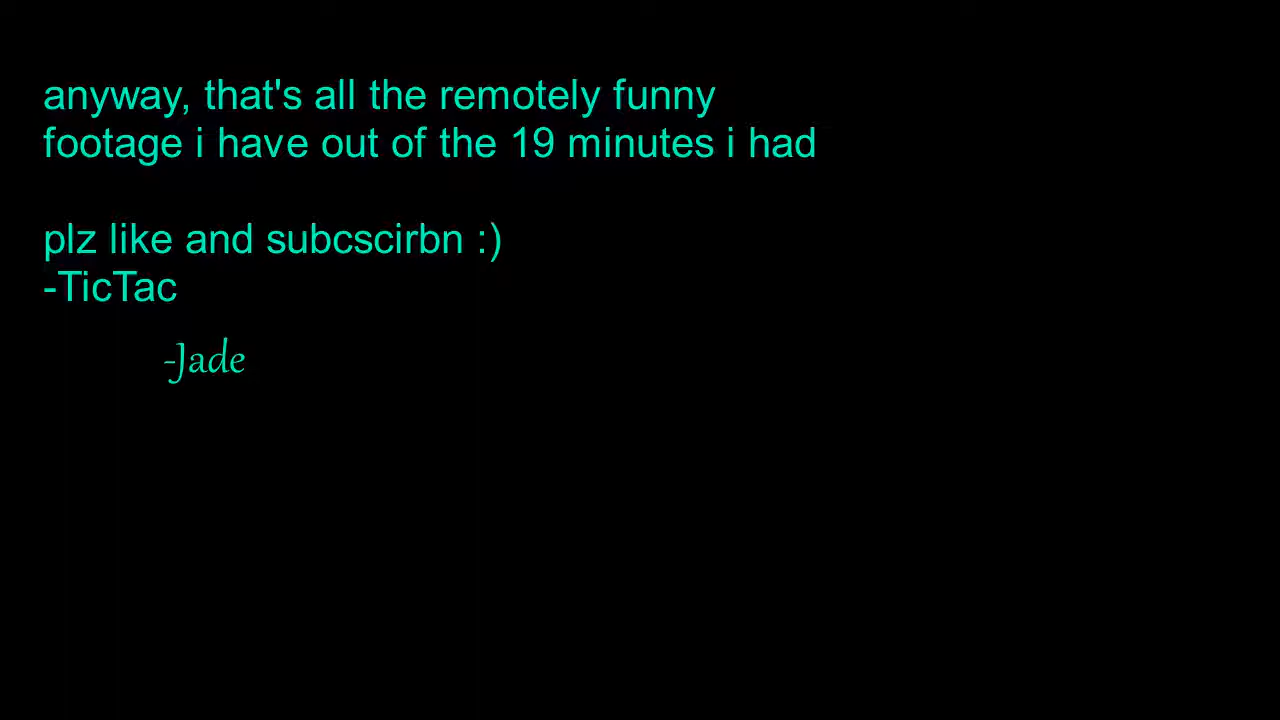 anyway, that's all the remotely funny
footage i have out of the 19 minutes i had
plz like and subcscirbn :)
-TicTac
-Jade